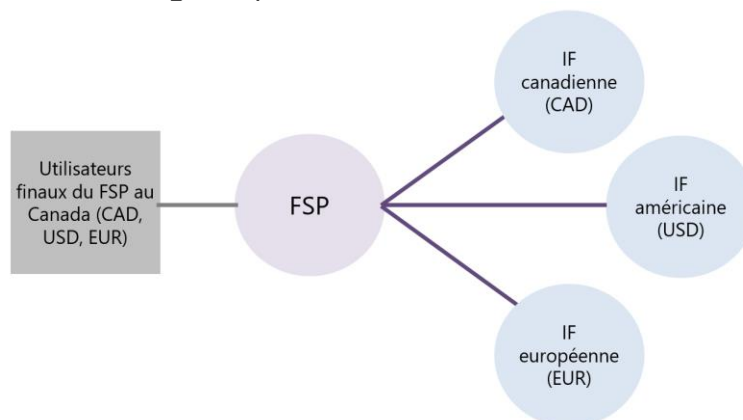 Utilisateurs
finaux du FSP au
Canada (CAD,
USD, EUR)
FSP
IF
canadienne
(CAD)
IF
américaine
(USD)
IF
européenne
(EUR)